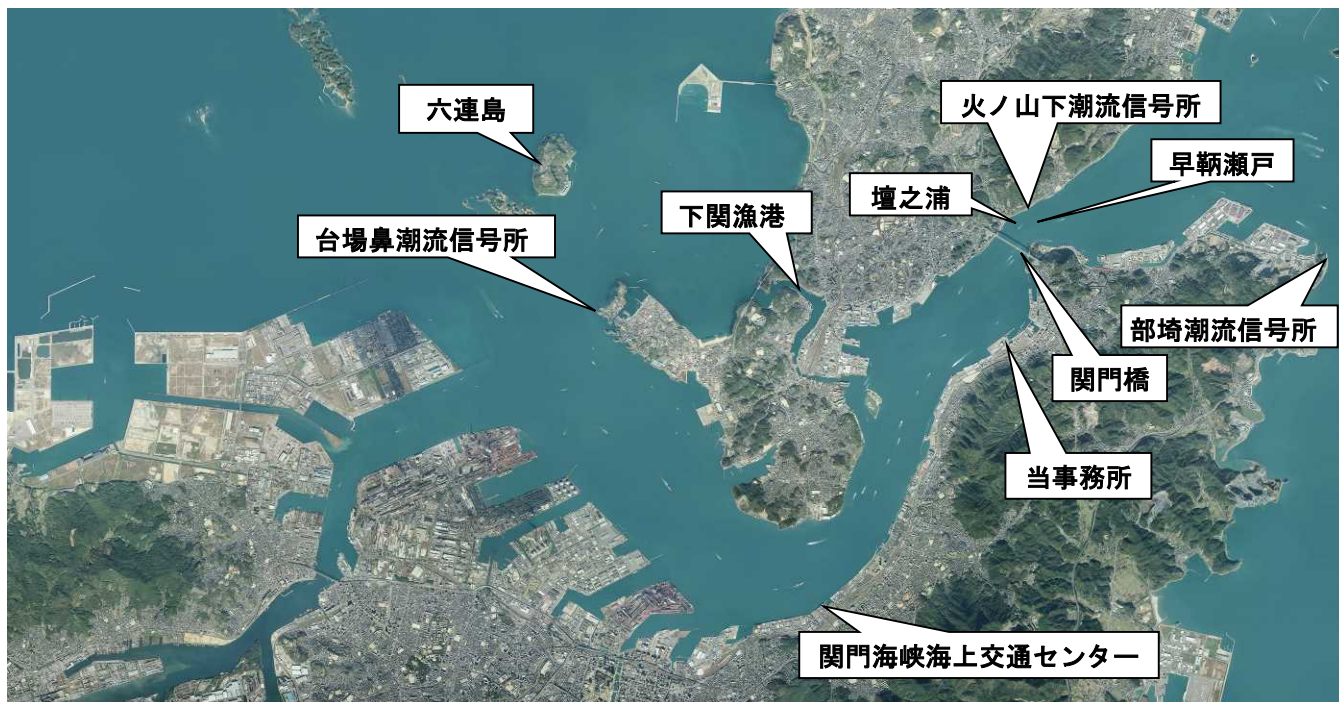 六連島
火ノ山下潮流信号所
早鞆瀬戸
壇之浦
下関漁港
台場鼻潮流信号所
部埼潮流信号所
関門橋
当事務所
関門海峡海上交通センター